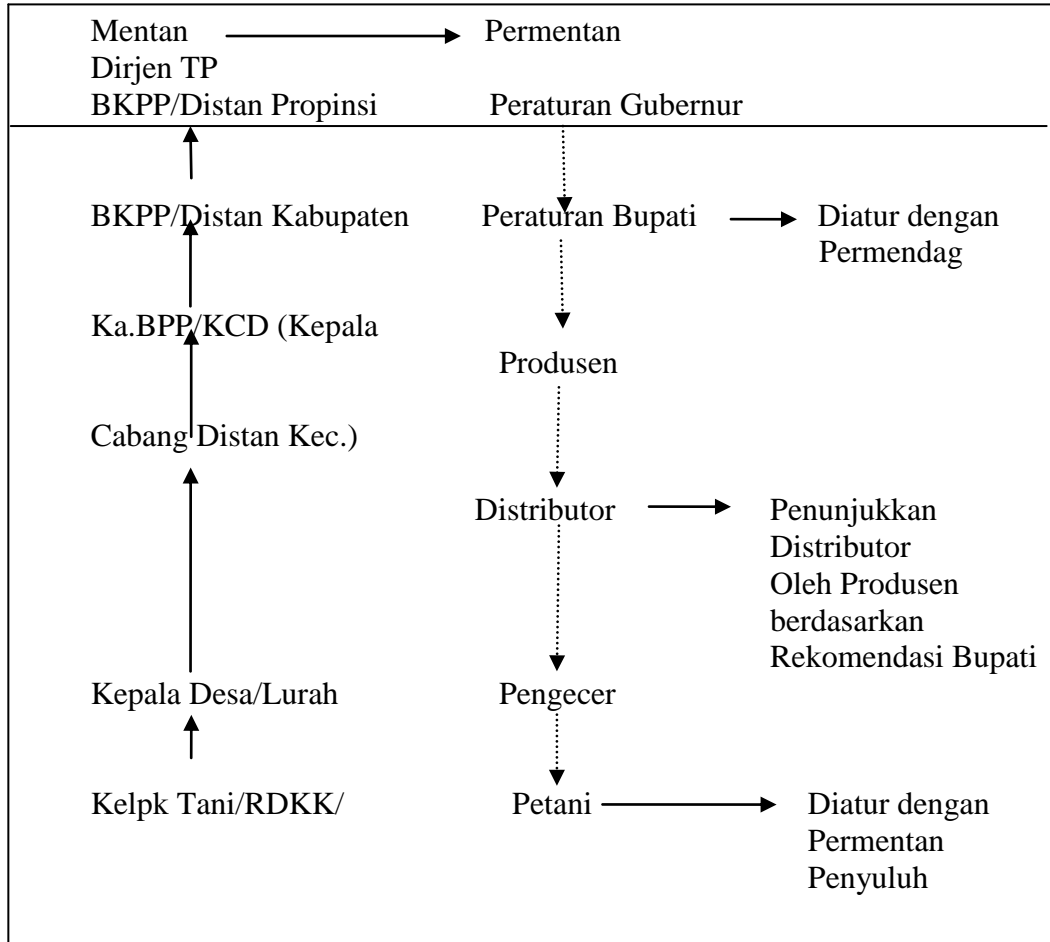 Mentan Permentan
Dirjen TP
BKPP/Distan Propinsi Peraturan Gubernur
BKPP/Distan Kabupaten Peraturan Bupati Diatur dengan
Permendag
Ka.BPP/KCD (Kepala
Produsen
Cabang Distan Kec.)
Distributor Penunjukkan
Distributor
Oleh Produsen
berdasarkan
Rekomendasi Bupati
Kepala Desa/Lurah Pengecer
Kelpk Tani/RDKK/ Petani Diatur dengan
Permentan
Penyuluh